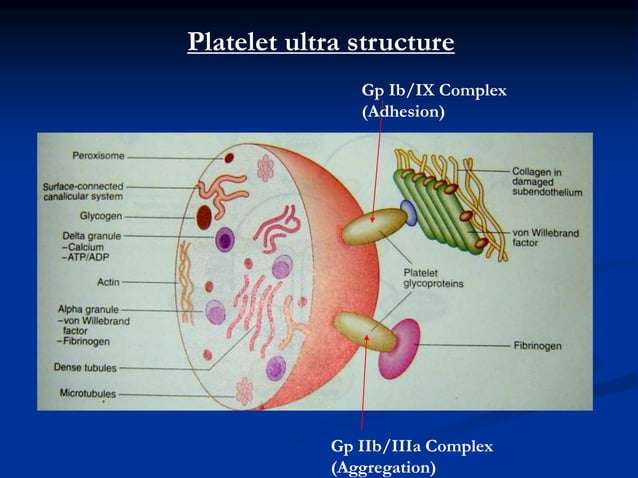 Platelet ultra structure
Gp Ib/IX Complex
(Adhesion)
Peroxisome
Surface-connected
canalicular system
Glycogen
Delta granule
–Calcium
–ATP/ADP
Actin
Alpha granule
–von Willebrand
factor
–Fibrinogen
Dense tubules
Microtubules
Collagen in
damaged
subendothelium
von Willebrand
factor
Platelet
glycoproteins
Fibrinogen
Gp IIb/IIIa Complex
(Aggregation)